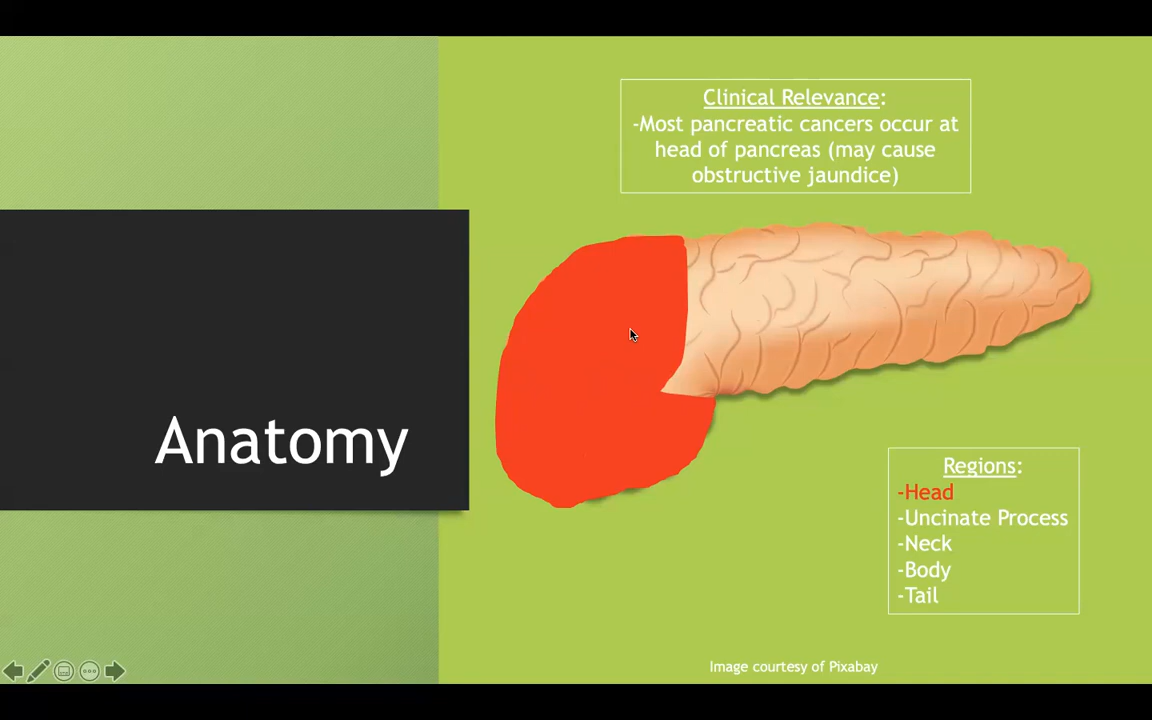 Clinical Relevance:
-Most pancreatic cancers occur at
head of pancreas (may cause
obstructive jaundice)
Anatomy
Regions:
-Head
-Uncinate Process
-Neck
-Body
-Tail
Image courtesy of Pixabay